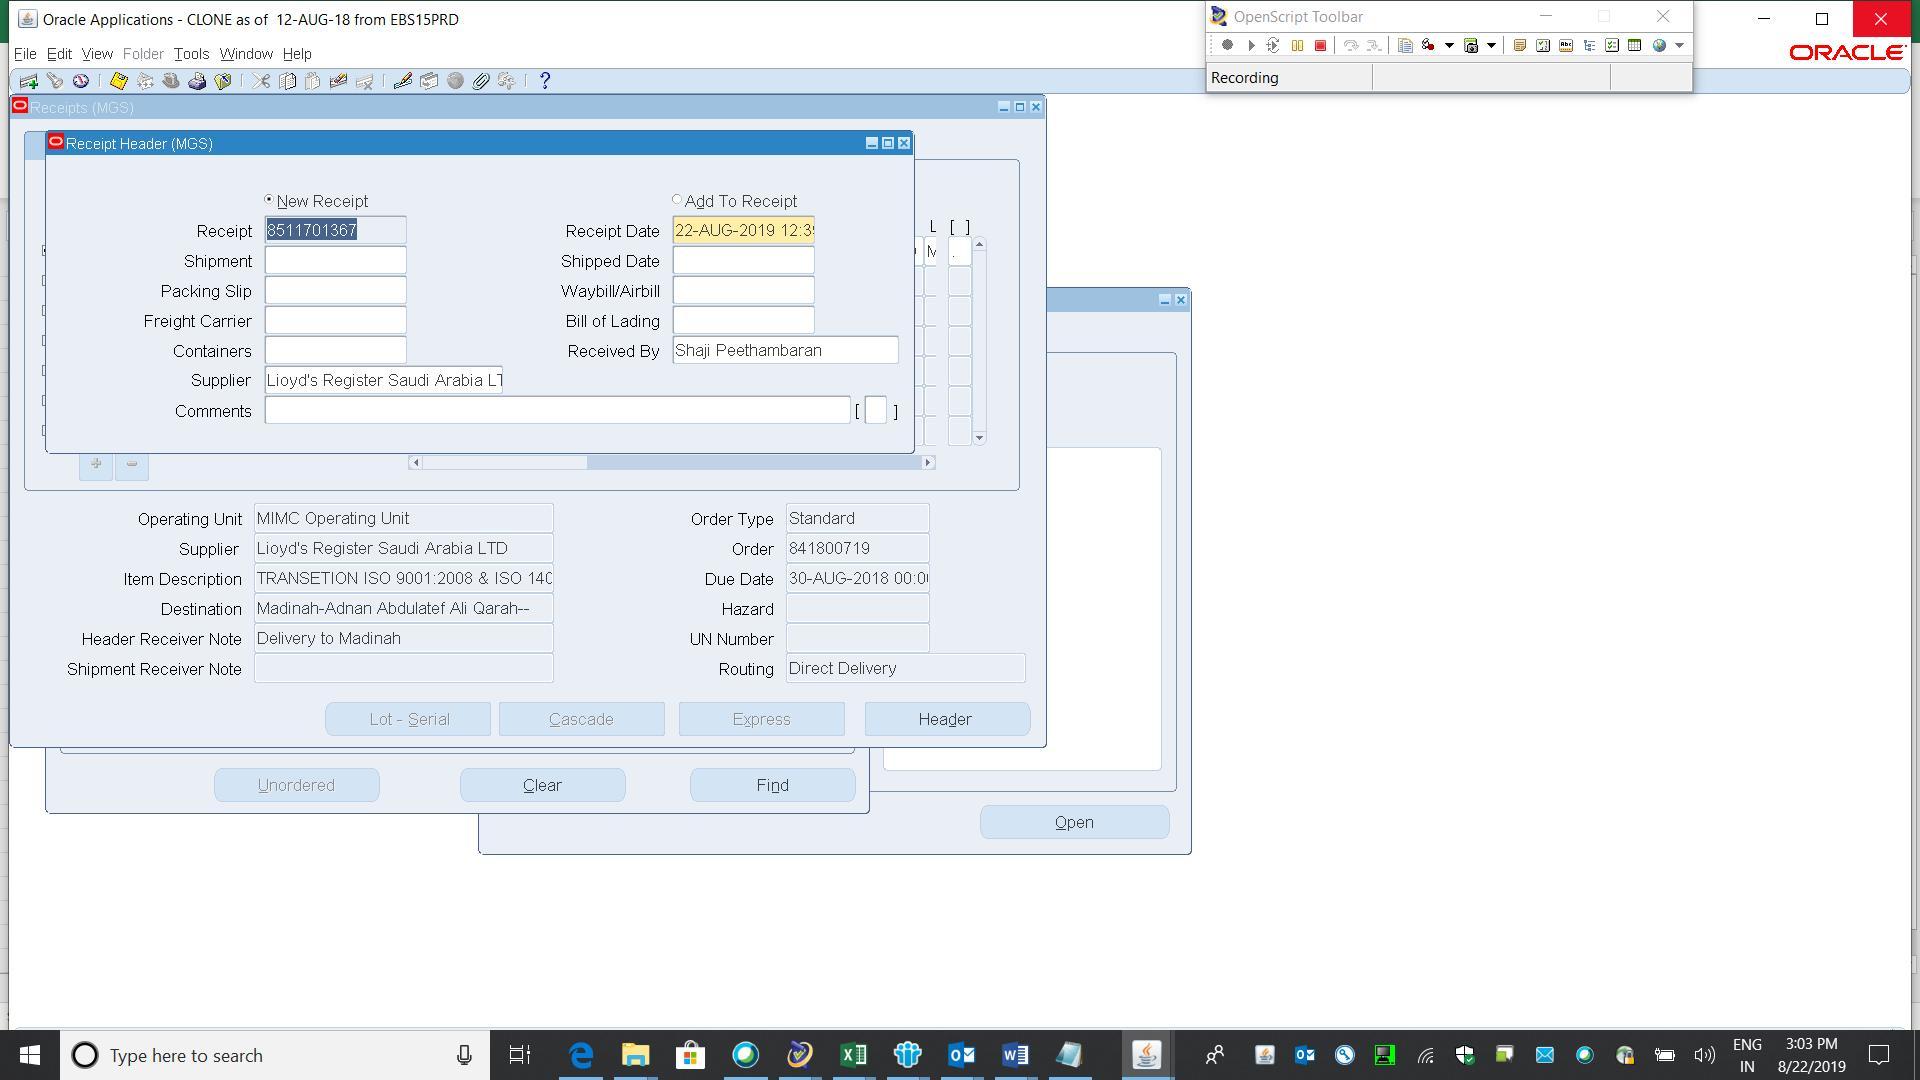 Oracle Applications - CLONE as of 12-AUG-18 from EBS15PRD
OpenScript Toolbar
File Edit View Folder Tools Window Help
ORACLE
Recording
Receipts (MGS)
Receipt Header (MGS)
New Receipt Add To Receipt
Receipt 8511701367 Receipt Date 22-AUG-2019 12:39
L [ ]
Shipment Shipped Date
M .
Packing Slip Waybill/Airbill
Freight Carrier Bill of Lading
Containers Received By Shaji Peethambaran
Supplier Lioyd's Register Saudi Arabia LT
Comments [ ]
Operating Unit MIMC Operating Unit Order Type Standard
Supplier Lioyd's Register Saudi Arabia LTD Order 841800719
Item Description TRANSETION ISO 9001:2008 & ISO 140 Due Date 30-AUG-2018 00:0
Destination Madinah-Adnan Abdulatef Ali Qarah-- Hazard
Header Receiver Note Delivery to Madinah UN Number
Shipment Receiver Note Routing Direct Delivery
Lot - Serial Cascade Express Header
Unordered Clear Find
Open
Type here to search
ENG
IN
3:03 PM
8/22/2019